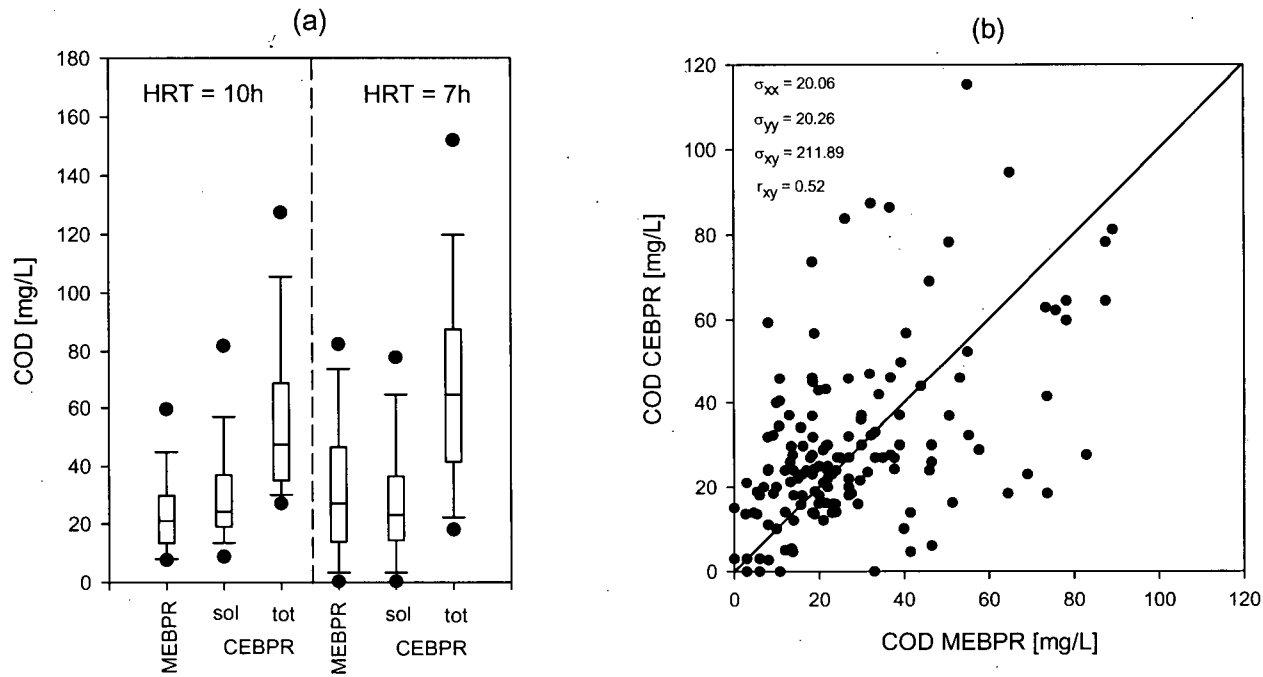 (a)
COD [mg/L]
180
160
140
120
100
80
60
40
20
0
HRT = 10h
HRT = 7h
MEBPR
sol
tot
CEBPR
MEBPR
sol
tot
CEBPR
(b)
COD CEBPR [mg/L]
120
100
80
60
40
20
0
σxx = 20.06
σyy = 20.26
σxy = 211.89
rxy = 0.52
0 20 40 60 80 100 120
COD MEBPR [mg/L]